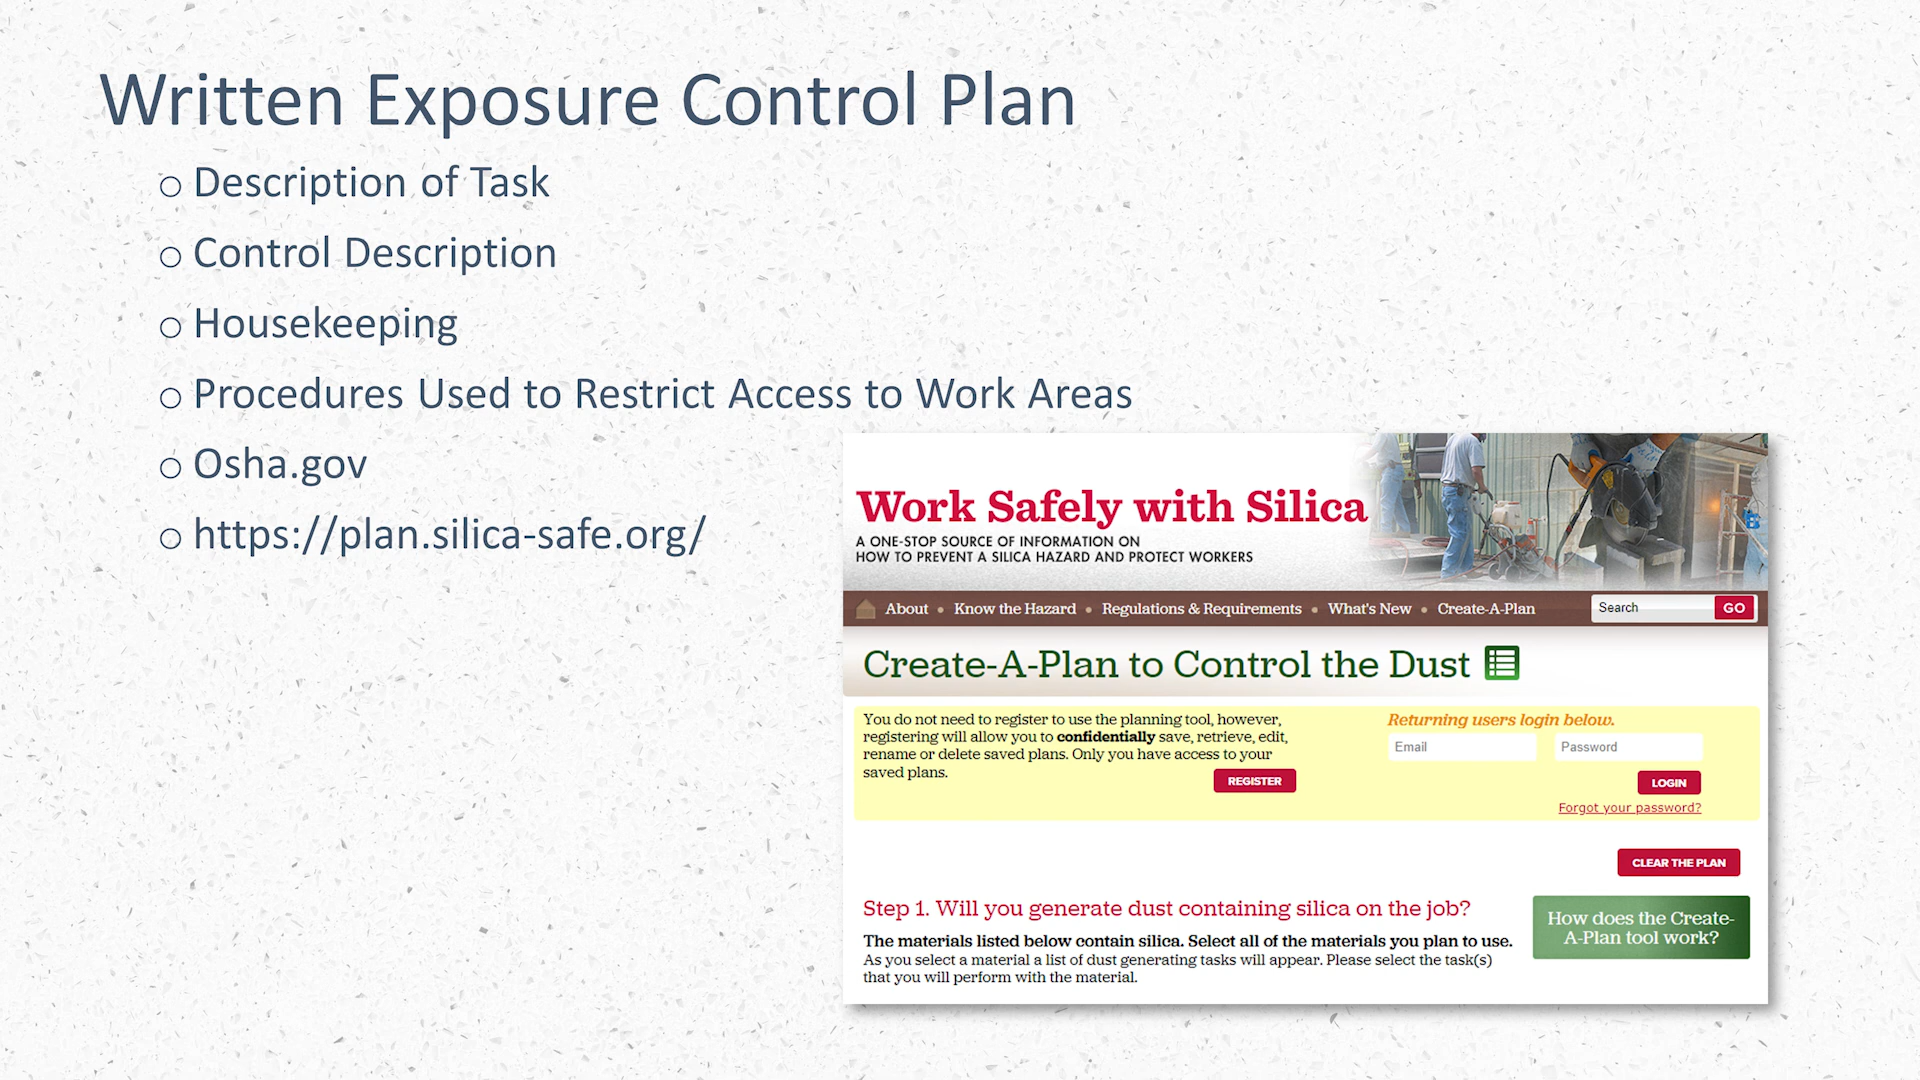 Written Exposure Control Plan
Description of Task
Control Description
Housekeeping
Procedures Used to Restrict Access to Work Areas
Osha.gov
https://plan.silica-safe.org/
Work Safely with Silica
A ONE-STOP SOURCE OF INFORMATION ON
HOW TO PREVENT A SILICA HAZARD AND PROTECT WORKERS
About • Know the Hazard • Regulations & Requirements • What's New • Create-A-Plan Search GO
Create-A-Plan to Control the Dust
You do not need to register to use the planning tool, however,
registering will allow you to confidentially save, retrieve, edit,
rename or delete saved plans. Only you have access to your
saved plans.
REGISTER
Returning users login below.
Email Password
LOGIN
Forgot your password?
CLEAR THE PLAN
Step 1. Will you generate dust containing silica on the job?
The materials listed below contain silica. Select all of the materials you plan to use.
As you select a material a list of dust generating tasks will appear. Please select the task(s)
that you will perform with the material.
How does the Create-
A-Plan tool work?